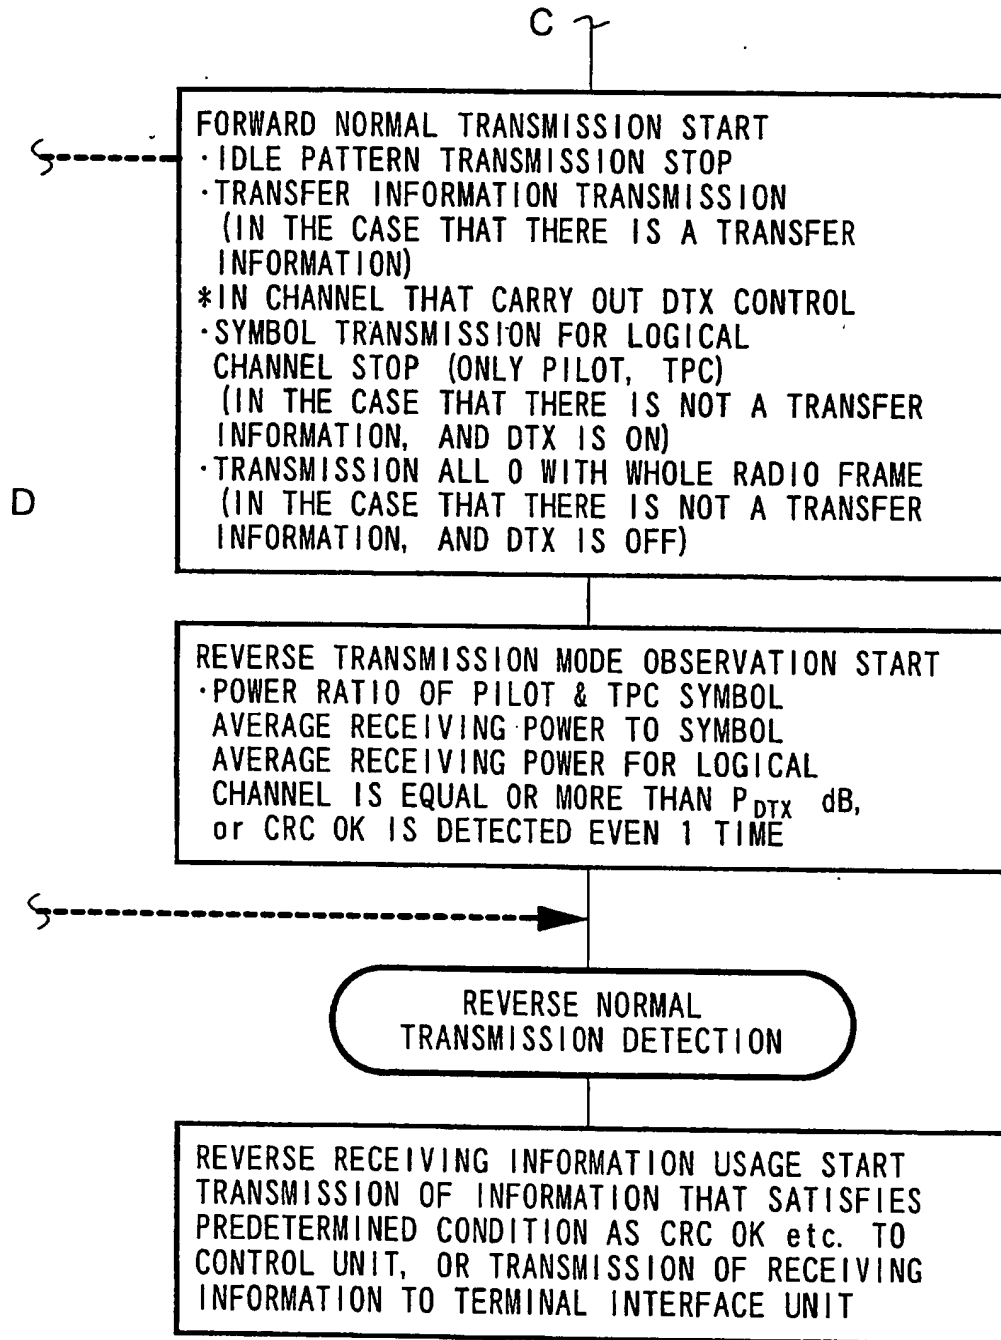 C
FORWARD NORMAL TRANSMISSION START
·IDLE PATTERN TRANSMISSION STOP
·TRANSFER INFORMATION TRANSMISSION
(IN THE CASE THAT THERE IS A TRANSFER
INFORMATION)
*IN CHANNEL THAT CARRY OUT DTX CONTROL
·SYMBOL TRANSMISSION FOR LOGICAL
CHANNEL STOP (ONLY PILOT, TPC)
(IN THE CASE THAT THERE IS NOT A TRANSFER
INFORMATION, AND DTX IS ON)
·TRANSMISSION ALL 0 WITH WHOLE RADIO FRAME
(IN THE CASE THAT THERE IS NOT A TRANSFER
INFORMATION, AND DTX IS OFF)
D
REVERSE TRANSMISSION MODE OBSERVATION START
·POWER RATIO OF PILOT & TPC SYMBOL
AVERAGE RECEIVING POWER TO SYMBOL
AVERAGE RECEIVING POWER FOR LOGICAL
CHANNEL IS EQUAL OR MORE THAN PDTX dB,
or CRC OK IS DETECTED EVEN 1 TIME
REVERSE NORMAL
TRANSMISSION DETECTION
REVERSE RECEIVING INFORMATION USAGE START
TRANSMISSION OF INFORMATION THAT SATISFIES
PREDETERMINED CONDITION AS CRC OK etc. TO
CONTROL UNIT, OR TRANSMISSION OF RECEIVING
INFORMATION TO TERMINAL INTERFACE UNIT